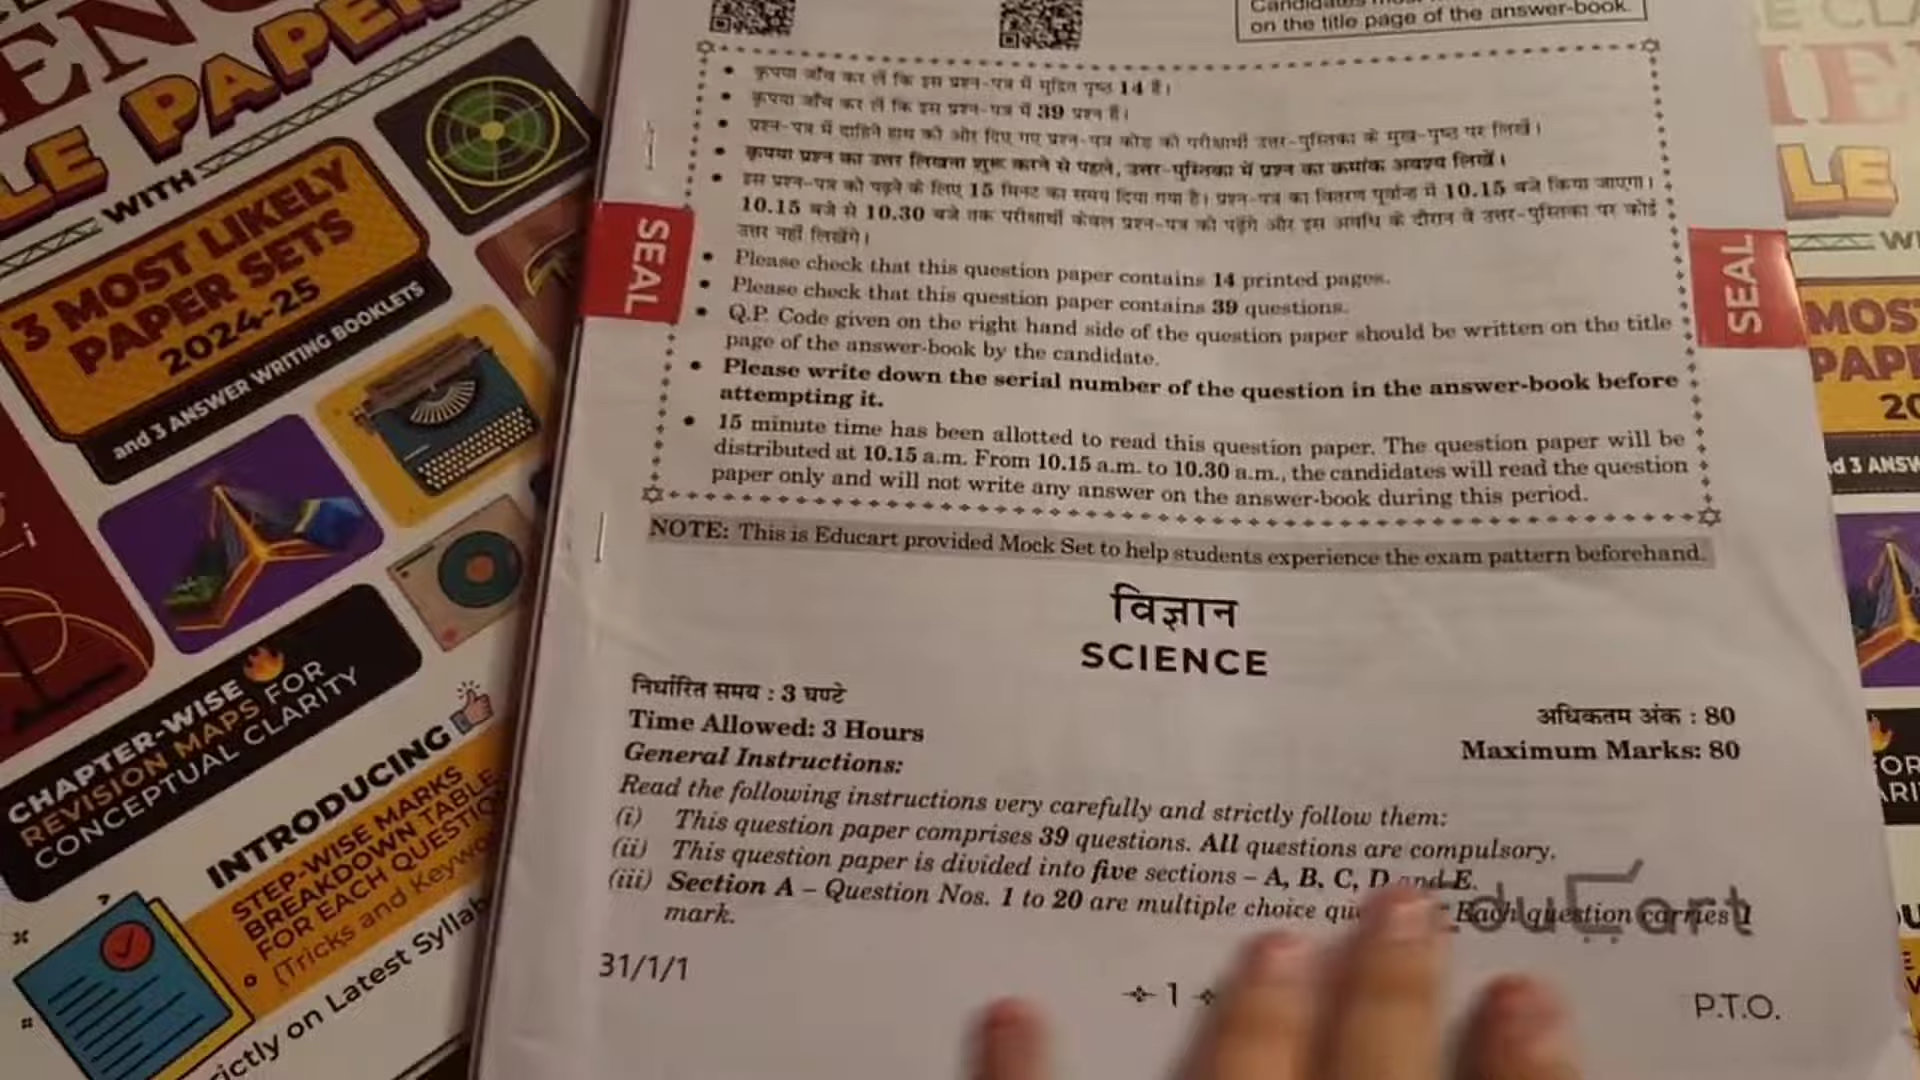 on the title page of the answer-book.
कृपया जाँच कर लें कि इस प्रश्न-पत्र में मुद्रित पृष्ठ 14 हैं।
कृपया जाँच कर लें कि इस प्रश्न-पत्र में 39 प्रश्न हैं।
प्रश्न-पत्र में दाहिने हाथ की ओर दिए गए प्रश्न-पत्र कोड को परीक्षार्थी उत्तर-पुस्तिका के मुख-पृष्ठ पर लिखें।
कृपया प्रश्न का उत्तर लिखना शुरू करने से पहले, उत्तर-पुस्तिका में प्रश्न का क्रमांक अवश्य लिखें।
इस प्रश्न-पत्र को पढ़ने के लिए 15 मिनट का समय दिया गया है। प्रश्न-पत्र का वितरण पूर्वान्ह में 10.15 बजे किया जाएगा।
10.15 बजे से 10.30 बजे तक परीक्षार्थी केवल प्रश्न-पत्र को पढ़ेंगे और इस अवधि के दौरान वे उत्तर-पुस्तिका पर कोई
उत्तर नहीं लिखेंगे।
Please check that this question paper contains 14 printed pages.
Please check that this question paper contains 39 questions.
Q.P. Code given on the right hand side of the question paper should be written on the title
page of the answer-book by the candidate.
Please write down the serial number of the question in the answer-book before
attempting it.
15 minute time has been allotted to read this question paper. The question paper will be
distributed at 10.15 a.m. From 10.15 a.m. to 10.30 a.m., the candidates will read the question
paper only and will not write any answer on the answer-book during this period.
SEAL
SEAL
NOTE: This is Educart provided Mock Set to help students experience the exam pattern beforehand.
विज्ञान
SCIENCE
निर्धारित समय : 3 घण्टे
अधिकतम अंक : 80
Time Allowed: 3 Hours
Maximum Marks: 80
General Instructions:
Read the following instructions very carefully and strictly follow them:
(i) This question paper comprises 39 questions. All questions are compulsory.
(ii) This question paper is divided into five sections – A, B, C, D and E.
(iii) Section A – Question Nos. 1 to 20 are multiple choice Each question carries 1
mark.
EduCart
31/1/1
1
P.T.O.
PAPER
WITH
3 MOST LIKELY
PAPER SETS
2024-25
and 3 ANSWER WRITING BOOKLETS
CHAPTER-WISE
REVISION MAPS FOR
CONCEPTUAL CLARITY
INTRODUCING
STEP-WISE MARKS
BREAKDOWN TABLE
FOR EACH
(Tricks and
on Latest